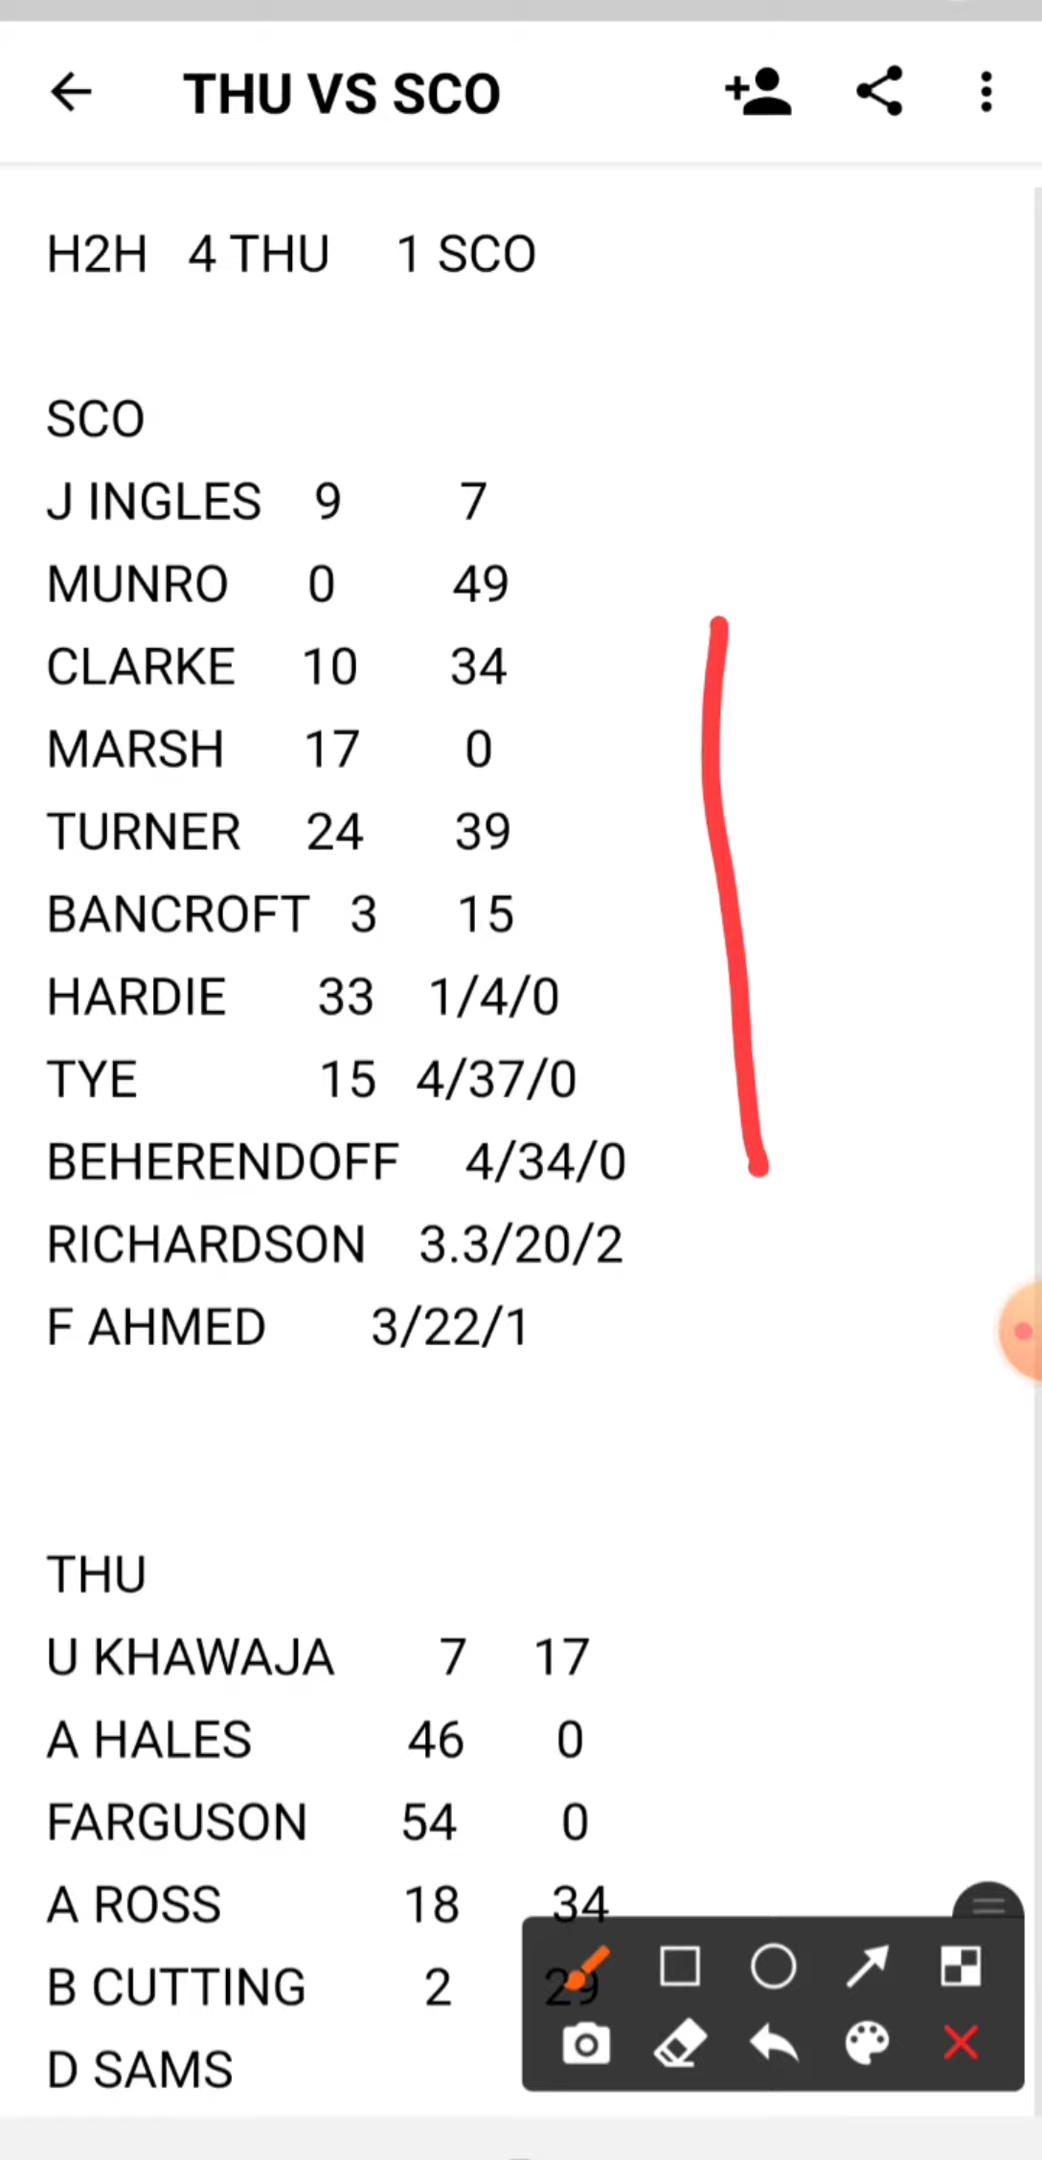 THU VS SCO
H2H 4 THU 1 SCO
SCO
J INGLES 9 7
MUNRO 0 49
CLARKE 10 34
MARSH 17 0
TURNER 24 39
BANCROFT 3 15
HARDIE 33 1/4/0
TYE 15 4/37/0
BEHERENDOFF 4/34/0
RICHARDSON 3.3/20/2
F AHMED 3/22/1
THU
U KHAWAJA 7 17
A HALES 46 0
FARGUSON 54 0
A ROSS 18 34
B CUTTING 2 29
D SAMS